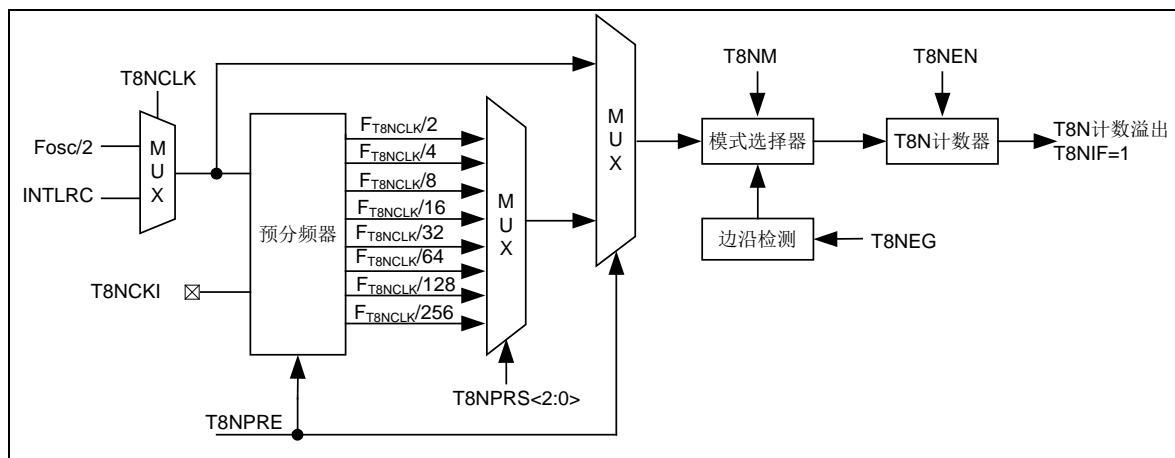 T8NCLK
Fosc/2
INTLRC
MUX
T8NCKI
预分频器
FT8NCLK/2
FT8NCLK/4
FT8NCLK/8
FT8NCLK/16
FT8NCLK/32
FT8NCLK/64
FT8NCLK/128
FT8NCLK/256
MUX
T8NPRS<2:0>
T8NPRE
MUX
T8NM
模式选择器
边沿检测
T8NEG
T8NEN
T8N计数器
T8N计数溢出
T8NIF=1